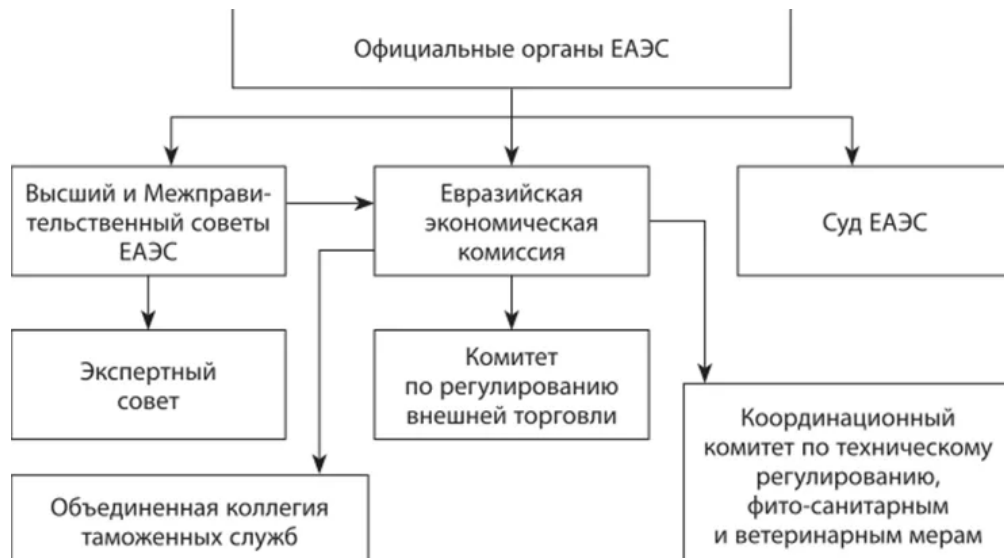 Официальные органы ЕАЭС
Высший и Межправи-
тельственный советы
ЕАЭС
Евразийская
экономическая
комиссия
Суд ЕАЭС
Экспертный
совет
Комитет
по регулированию
внешней торговли
Координационный
комитет по техническому
регулированию,
фито-санитарным
и ветеринарным мерам
Объединенная коллегия
таможенных служб